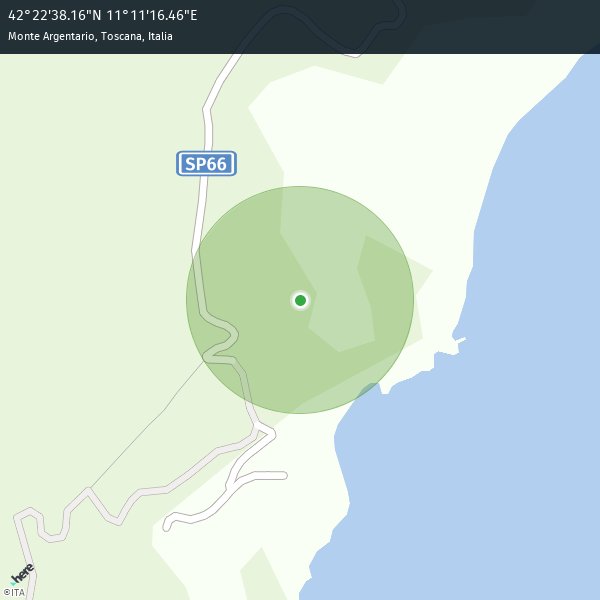 42°22'38.16"N 11°11'16.46"E
Monte Argentario, Toscana, Italia
SP66
here
©ITA